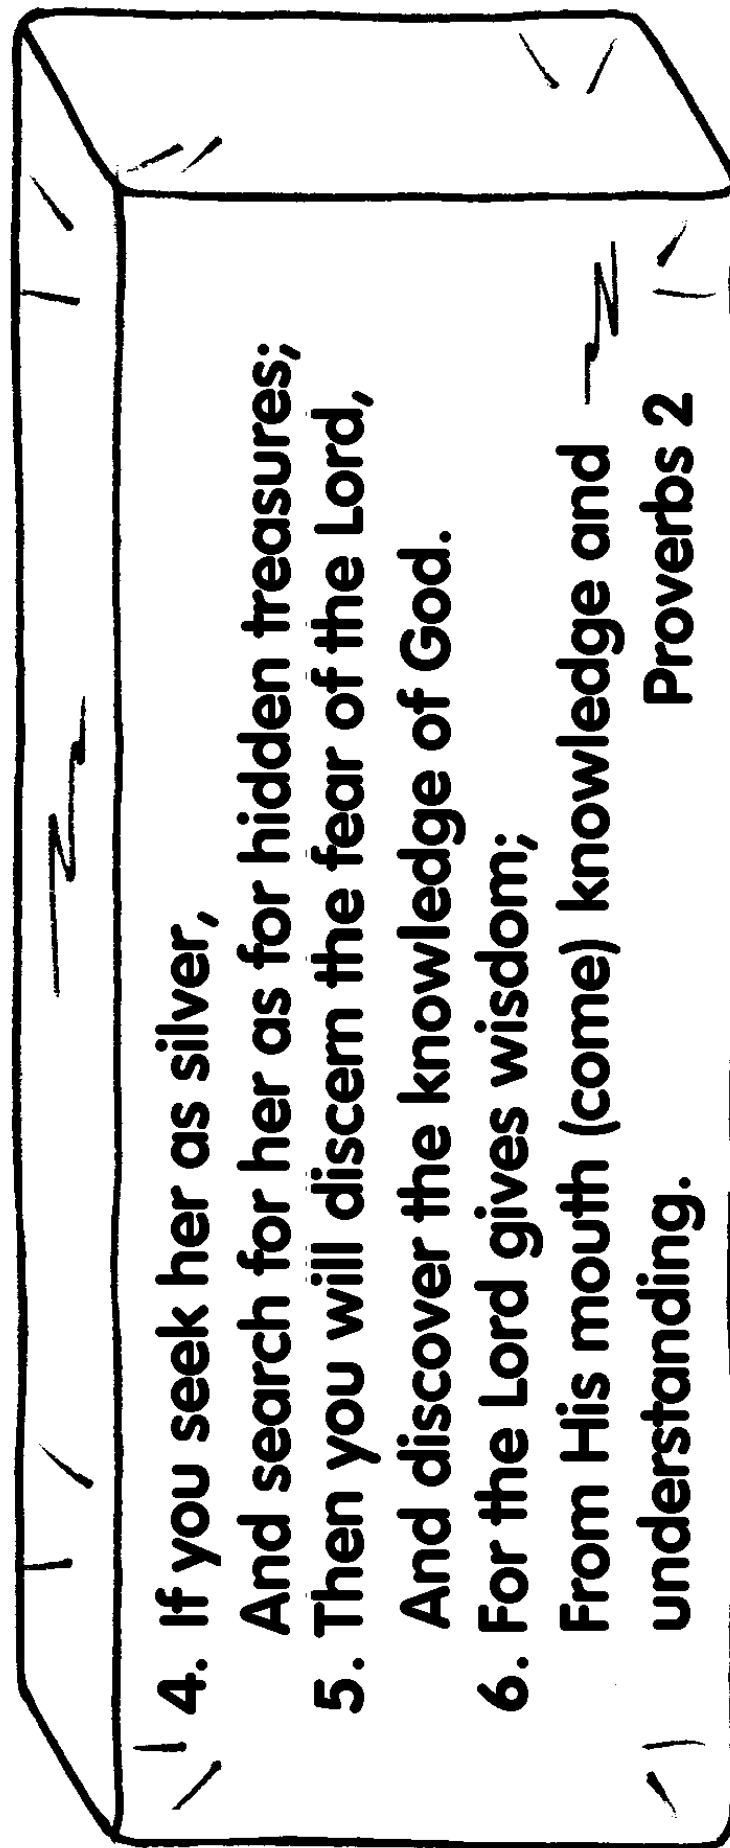 4. If you seek her as silver,
And search for her as for hidden treasures;
5. Then you will discern the fear of the Lord,
And discover the knowledge of God.
6. For the Lord gives wisdom;
From His mouth (come) knowledge and
understanding. Proverbs 2